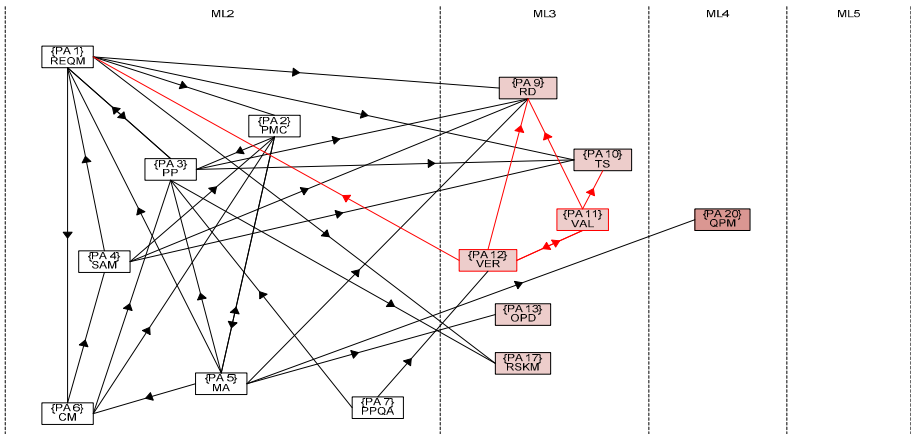 ML2 ML3 ML4 ML5
{PA 1}
REQM
{PA 9}
RD
{PA 2}
PMC
{PA 3}
PP
{PA 10}
TS
{PA 11}
VAL
{PA 20}
QPM
{PA 4}
SAM
{PA 12}
VER
{PA 13}
OPD
{PA 17}
RSKM
{PA 5}
MA
{PA 6}
CM
{PA 7}
PPQA